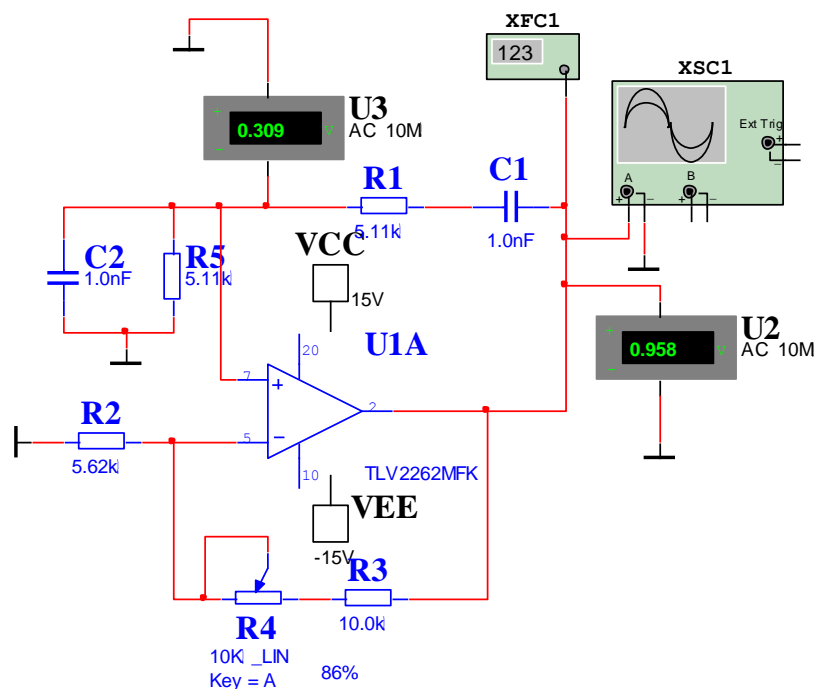 XFC1
123
XSC1
Ext Trig
+
−
A
B
+ −
+ −
U3
AC 10M
+
−
0.309
V
R1
5.11k
C1
1.0nF
C2
1.0nF
R5
5.11k
VCC
15V
U1A
20
7
+
5
−
2
10
TLV2262MFK
U2
AC 10M
+
−
0.958
V
R2
5.62k
VEE
-15V
R3
10.0k
R4
10K _LIN
Key = A
86%